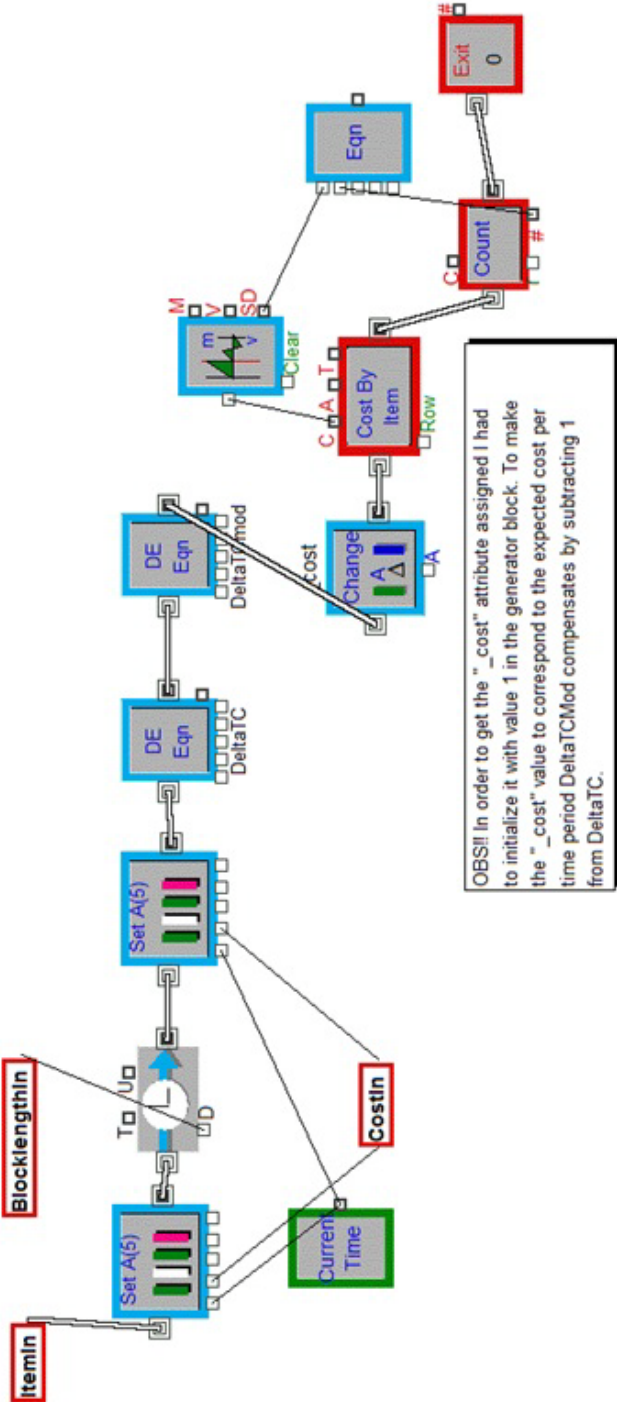 ItemIn
Set A(5)
BlocklengthIn
T
U
D
Set A(5)
DE
Eqn
DeltaTC
DE
Eqn
DeltaTCmod
Current
Time
CostIn
_cost
Change
A
Δ
A
C
A
T
Cost By
Item
Row
M
V
SD
m
v
Clear
Eqn
C
Count
r
#
Exit
0
#
OBS!! In order to get the "_cost" attribute assigned I had
to initialize it with value 1 in the generator block. To make
the "_cost" value to correspond to the expected cost per
time period DeltaTCMod compensates by subtracting 1
from DeltaTC.